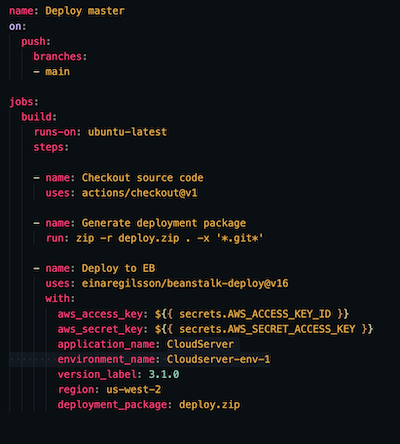 name: Deploy master
on:
  push:
    branches:
    - main

jobs:
  build:
    runs-on: ubuntu-latest
    steps:

    - name: Checkout source code
      uses: actions/checkout@v1

    - name: Generate deployment package
      run: zip -r deploy.zip . -x '*.git*'

    - name: Deploy to EB
      uses: einaregilsson/beanstalk-deploy@v16
      with:
        aws_access_key: ${{ secrets.AWS_ACCESS_KEY_ID }}
        aws_secret_key: ${{ secrets.AWS_SECRET_ACCESS_KEY }}
        application_name: CloudServer
        environment_name: Cloudserver-env-1
        version_label: 3.1.0
        region: us-west-2
        deployment_package: deploy.zip